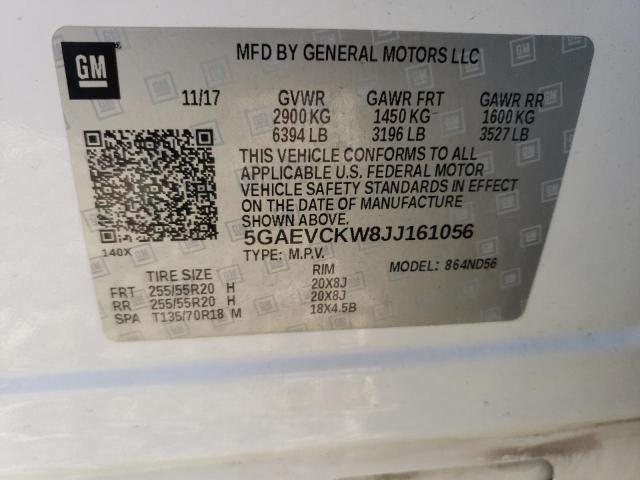 GM
MFD BY GENERAL MOTORS LLC
11/17 GVWR GAWR FRT GAWR RR
2900 KG 1450 KG 1600 KG
6394 LB 3196 LB 3527 LB
THIS VEHICLE CONFORMS TO ALL
APPLICABLE U.S. FEDERAL MOTOR
VEHICLE SAFETY STANDARDS IN EFFECT
ON THE DATE OF MANUFACTURE
SHOWN ABOVE.
140X 5GAEVCKW8JJ161056
TYPE: M.P.V. MODEL: 864ND56
TIRE SIZE RIM
FRT 255/55R20 H 20X8J
RR 255/55R20 H 20X8J
SPA T135/70R18 M 18X4.5B